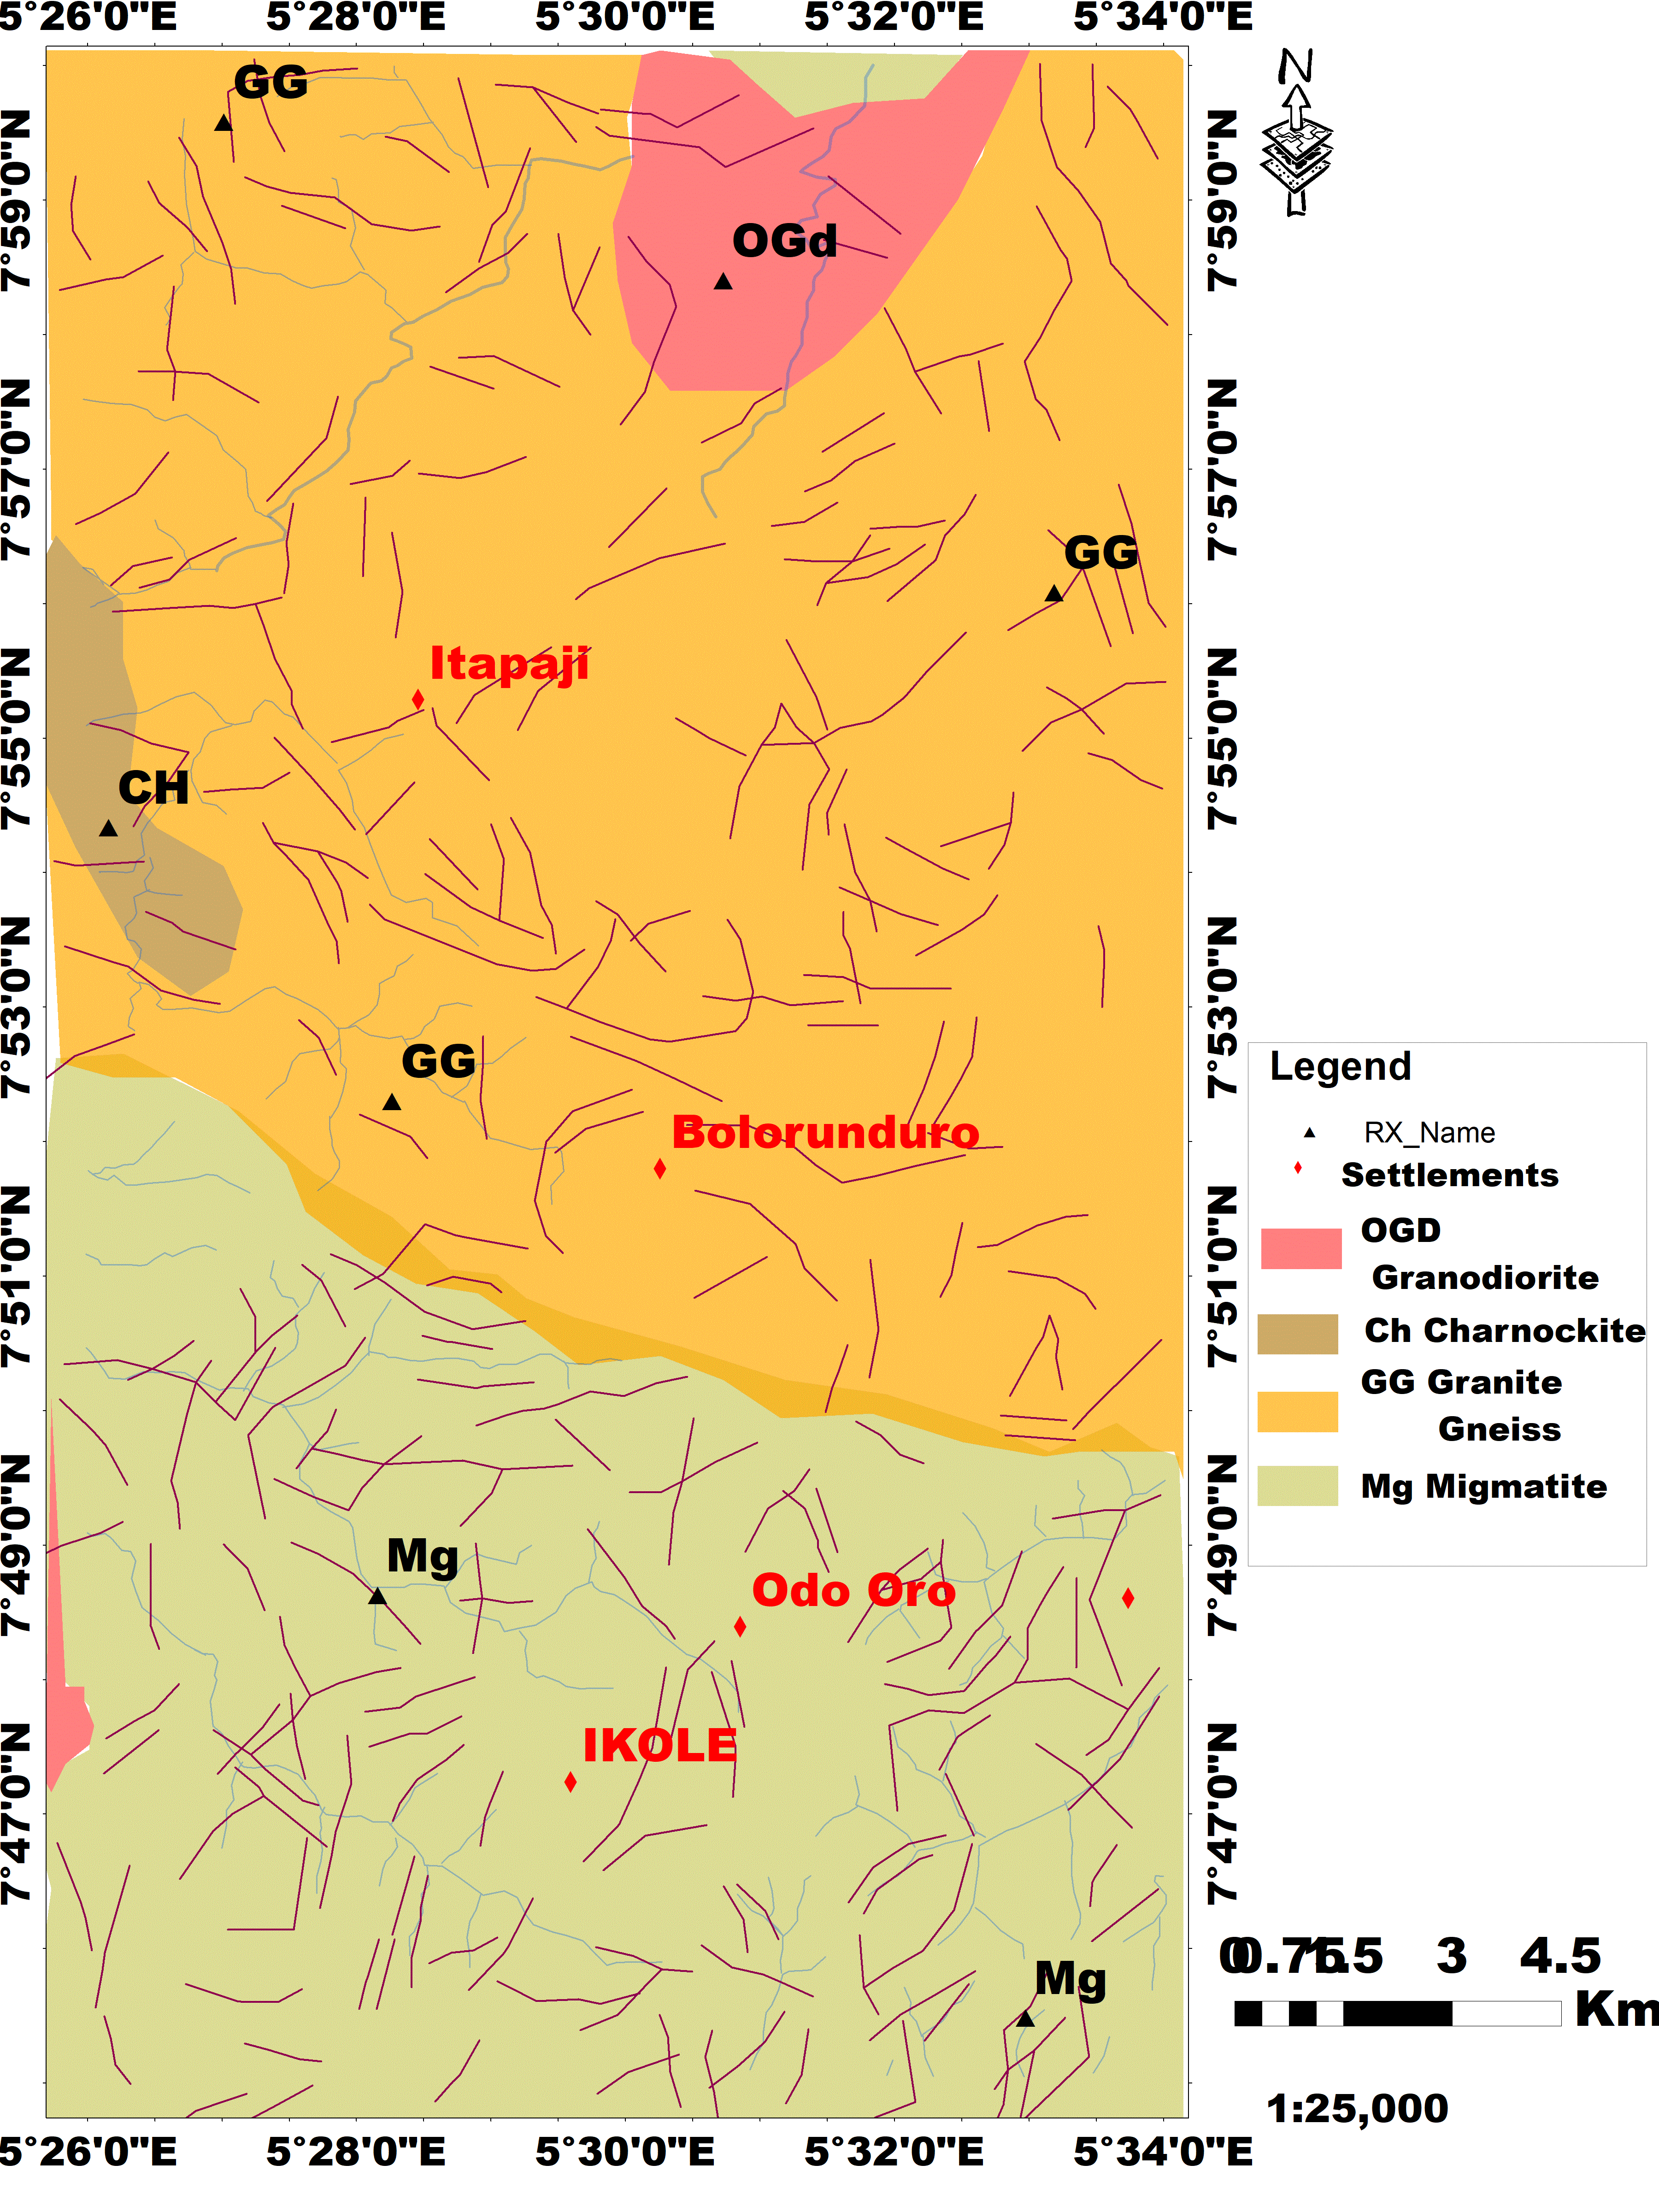 5°26'0"E 5°28'0"E 5°30'0"E 5°32'0"E 5°34'0"E
N
GG
7°59'0"N 7°59'0"N
OGd
7°57'0"N 7°57'0"N
GG
Itapaji
7°55'0"N 7°55'0"N
CH
7°53'0"N 7°53'0"N
GG
Bolorunduro
7°51'0"N 7°51'0"N
7°49'0"N 7°49'0"N
Mg
Odo Oro
IKOLE
7°47'0"N 7°47'0"N
Mg
5°26'0"E 5°28'0"E 5°30'0"E 5°32'0"E 5°34'0"E
Legend
RX_Name
Settlements
OGD
Granodiorite
Ch Charnockite
GG Granite
Gneiss
Mg Migmatite
0 0.75 1.5 3 4.5
Km
1:25,000